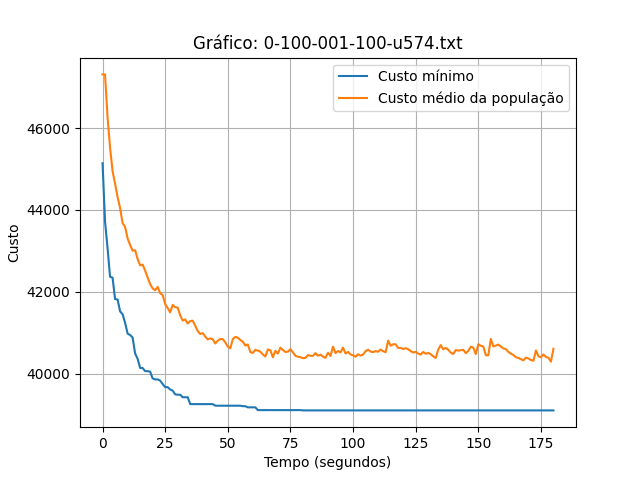 Gráfico: 0-100-001-100-u574.txt
Custo mínimo
Custo médio da população
Custo
46000
44000
42000
40000
0 25 50 75 100 125 150 175
Tempo (segundos)